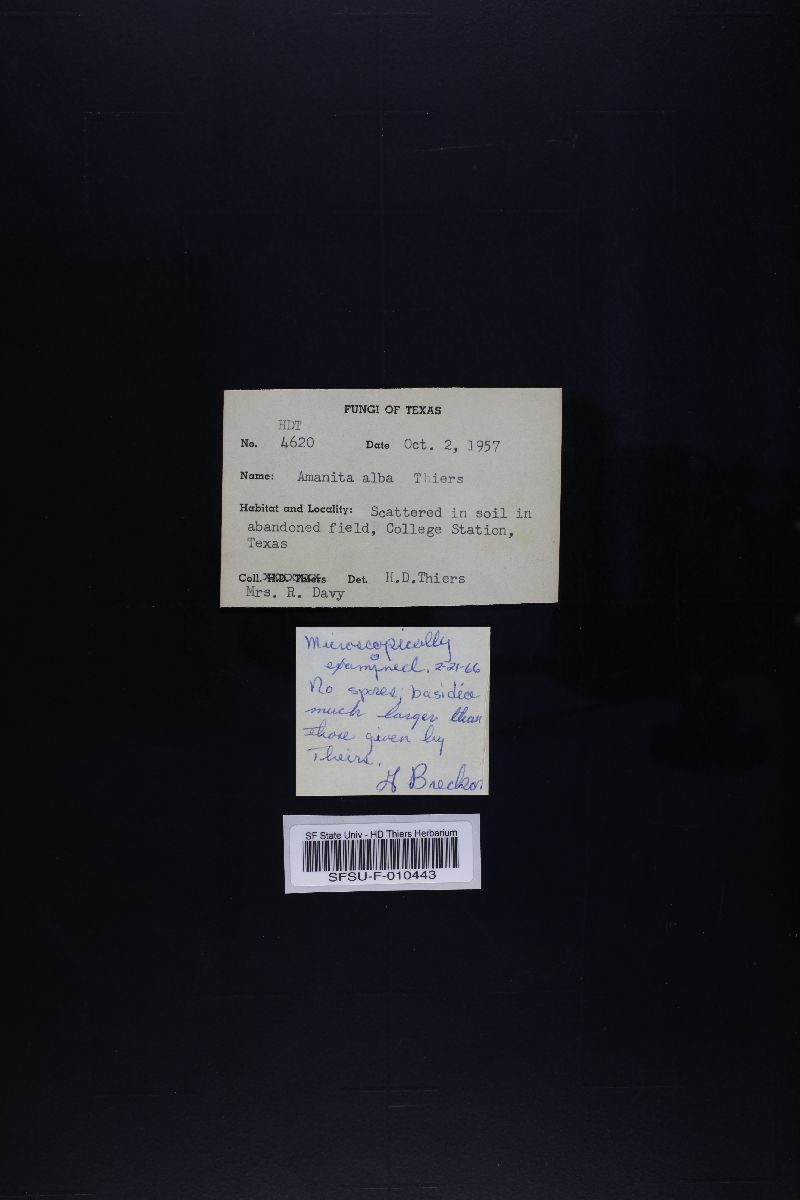 FUNGI OF TEXAS
HDT
No. 4620 Date Oct. 2, 1957
Name: Amanita alba Thiers
Habitat and Locality: Scattered in soil in
abandoned field, College Station,
Texas
Coll. H.D. Thiers Det. H.D.Thiers
Mrs. R. Davy
Microscopically
examined. 2-21-66
No spores, basidia
much larger than
those given by
Theirs.
G Breckon
SF State Univ - HD Thiers Herbarium
SFSU-F-010443